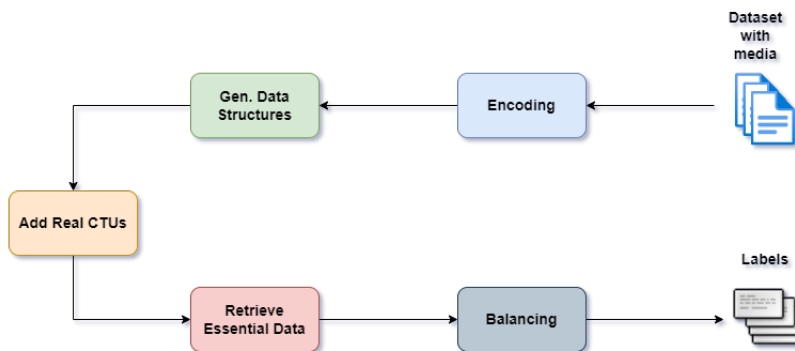 Dataset
with
media
Gen. Data
Structures
Encoding
Add Real CTUs
Labels
Retrieve
Essential Data
Balancing